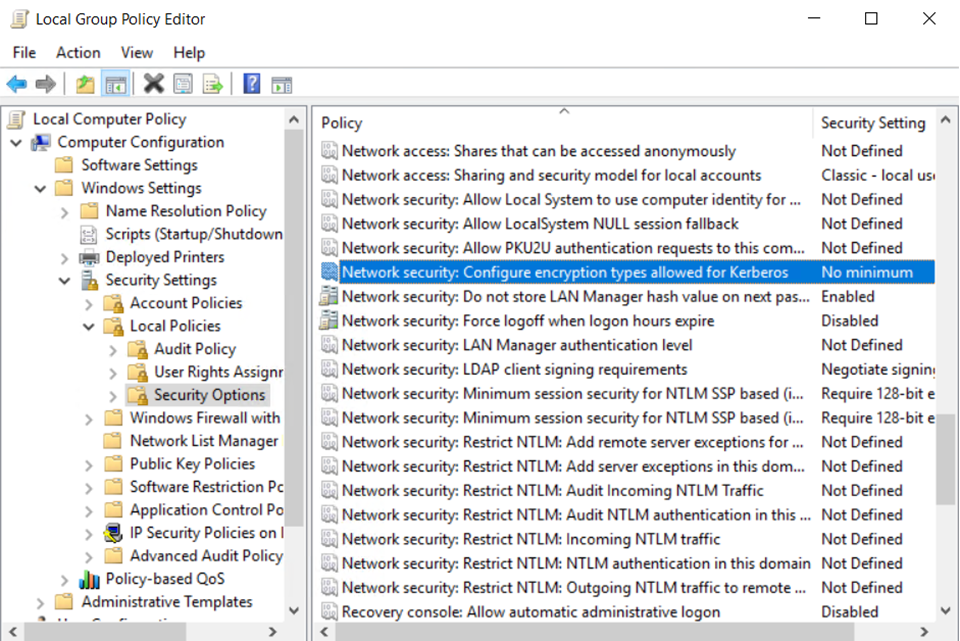 Local Group Policy Editor
File Action View Help
Local Computer Policy
Computer Configuration
Software Settings
Windows Settings
Name Resolution Policy
Scripts (Startup/Shutdown
Deployed Printers
Security Settings
Account Policies
Local Policies
Audit Policy
User Rights Assignr
Security Options
Windows Firewall with
Network List Manager
Public Key Policies
Software Restriction Pc
Application Control Po
IP Security Policies on
Advanced Audit Policy
Policy-based QoS
Administrative Templates
Policy Security Setting
Network access: Shares that can be accessed anonymously Not Defined
Network access: Sharing and security model for local accounts Classic - local use
Network security: Allow Local System to use computer identity for ... Not Defined
Network security: Allow LocalSystem NULL session fallback Not Defined
Network security: Allow PKU2U authentication requests to this com... Not Defined
Network security: Configure encryption types allowed for Kerberos No minimum
Network security: Do not store LAN Manager hash value on next pas... Enabled
Network security: Force logoff when logon hours expire Disabled
Network security: LAN Manager authentication level Not Defined
Network security: LDAP client signing requirements Negotiate signing
Network security: Minimum session security for NTLM SSP based (i... Require 128-bit e
Network security: Minimum session security for NTLM SSP based (i... Require 128-bit e
Network security: Restrict NTLM: Add remote server exceptions for ... Not Defined
Network security: Restrict NTLM: Add server exceptions in this dom... Not Defined
Network security: Restrict NTLM: Audit Incoming NTLM Traffic Not Defined
Network security: Restrict NTLM: Audit NTLM authentication in this ... Not Defined
Network security: Restrict NTLM: Incoming NTLM traffic Not Defined
Network security: Restrict NTLM: NTLM authentication in this domain Not Defined
Network security: Restrict NTLM: Outgoing NTLM traffic to remote ... Not Defined
Recovery console: Allow automatic administrative logon Disabled